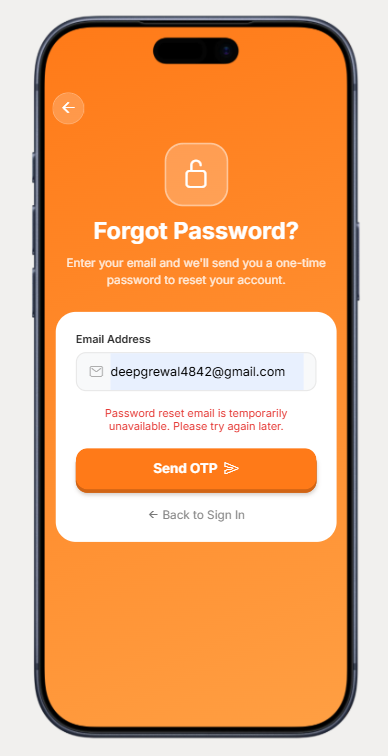 Forgot Password?
Enter your email and we'll send you a one-time
password to reset your account.
Email Address
deepgrewal4842@gmail.com
Password reset email is temporarily
unavailable. Please try again later.
Send OTP
← Back to Sign In